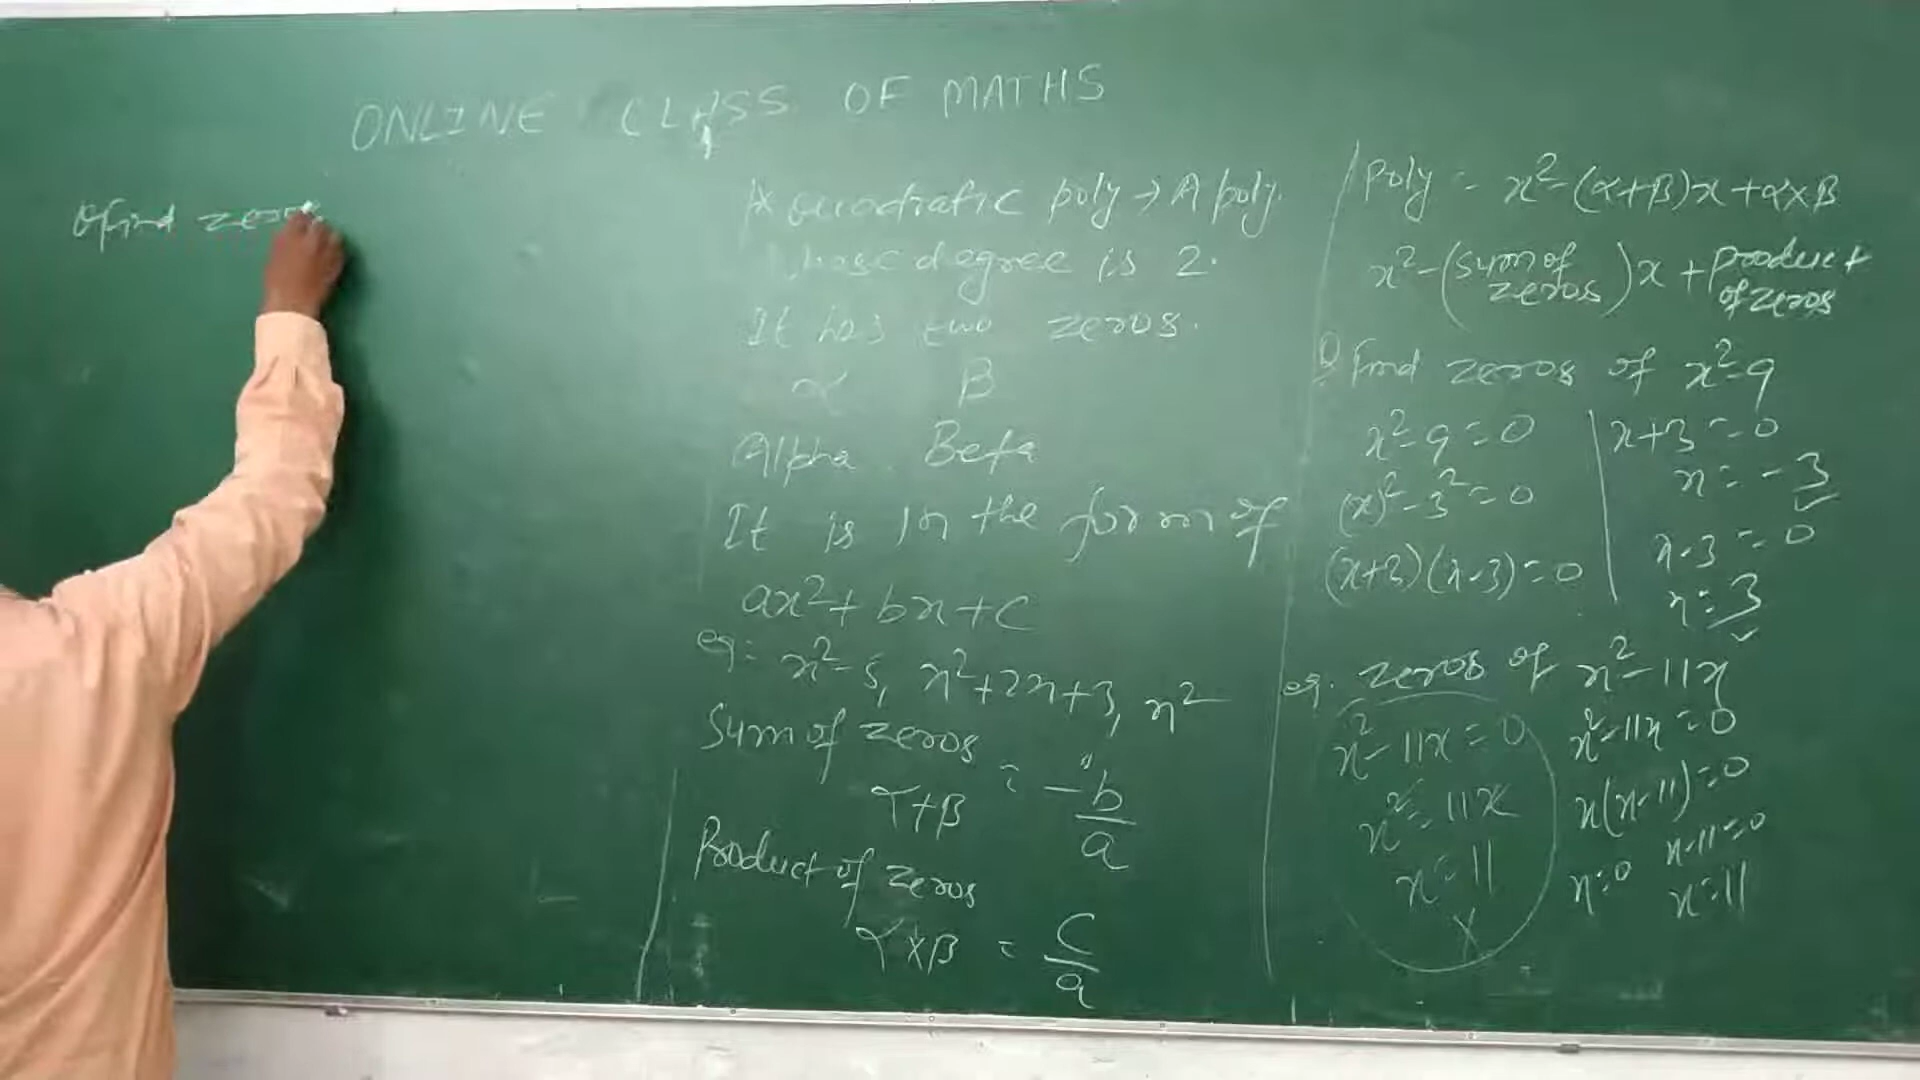 ONLINE CLASS OF MATHS
Q Find zeros
* Quadratic poly → A poly.
whose degree is 2.
It has two zeros.
α β
Alpha Beta
It is in the form of
ax²+bx+c
eg:- x²-5, x²+2x+3, x²
Sum of zeros
α+β = -b/a
Product of zeros
α×β = c/a
Poly - x²-(α+β)x+α×β
x²-(sum of zeros)x + product of zeros
Q Find zeros of x²-9
x²-9=0
(x)²-3²=0
(x+3)(x-3)=0
x+3=0
x=-3
x-3=0
x=3
eg. zeros of x²-11x
x²-11x=0
x²=11x
x=11
X
x²-11x=0
x(x-11)=0
x=0 x-11=0
x=11